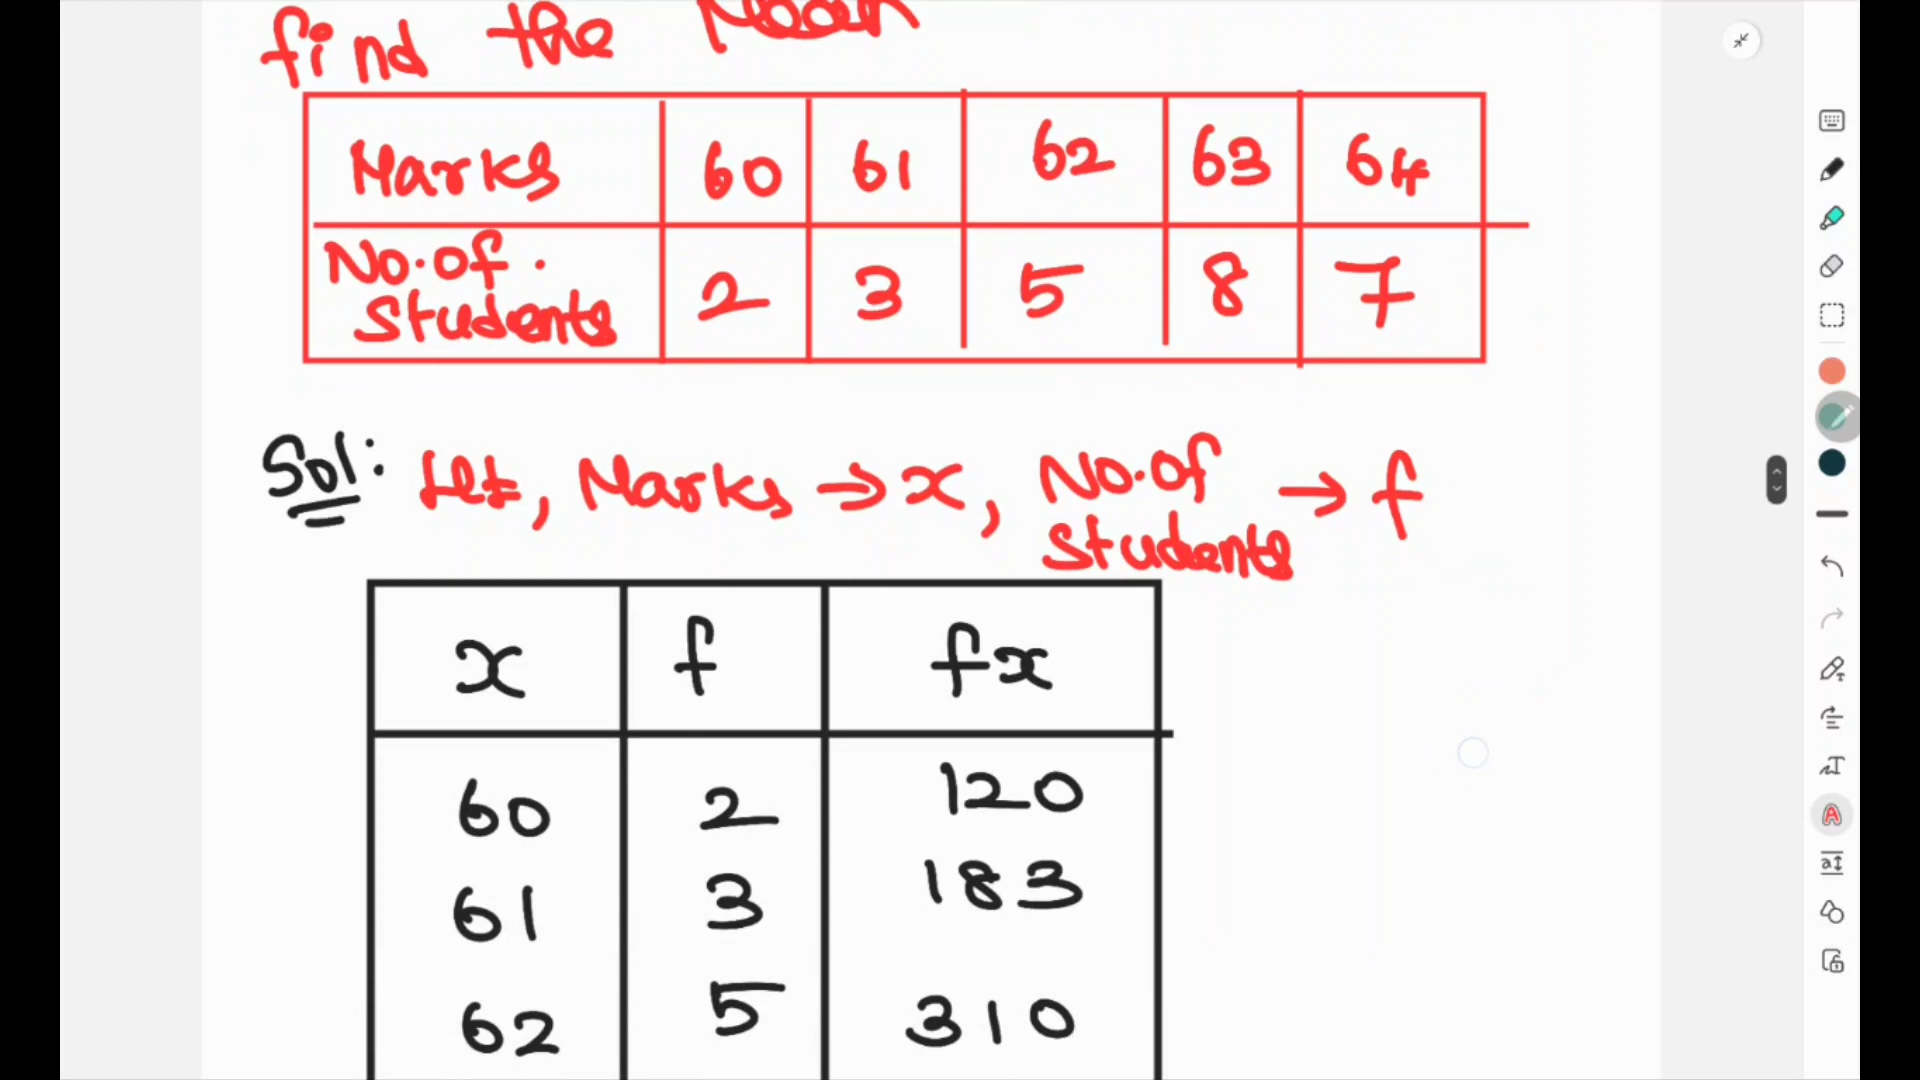 find the Mean
Marks 60 61 62 63 64
No. of. Students 2 3 5 8 7
Sol: Let, Marks → x, No. of Students → f
x f fx
60 2 120
61 3 183
62 5 310